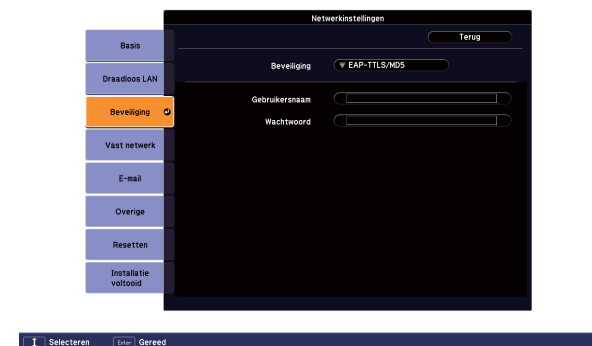 Netwerkinstellingen
Terug
Basis
Beveiliging
EAP-TTLS/MD5
Draadloos LAN
Gebruikersnaam
Beveiliging
Wachtwoord
Vast netwerk
E-mail
Overige
Resetten
Installatie
voltooid
Selecteren Enter Gereed